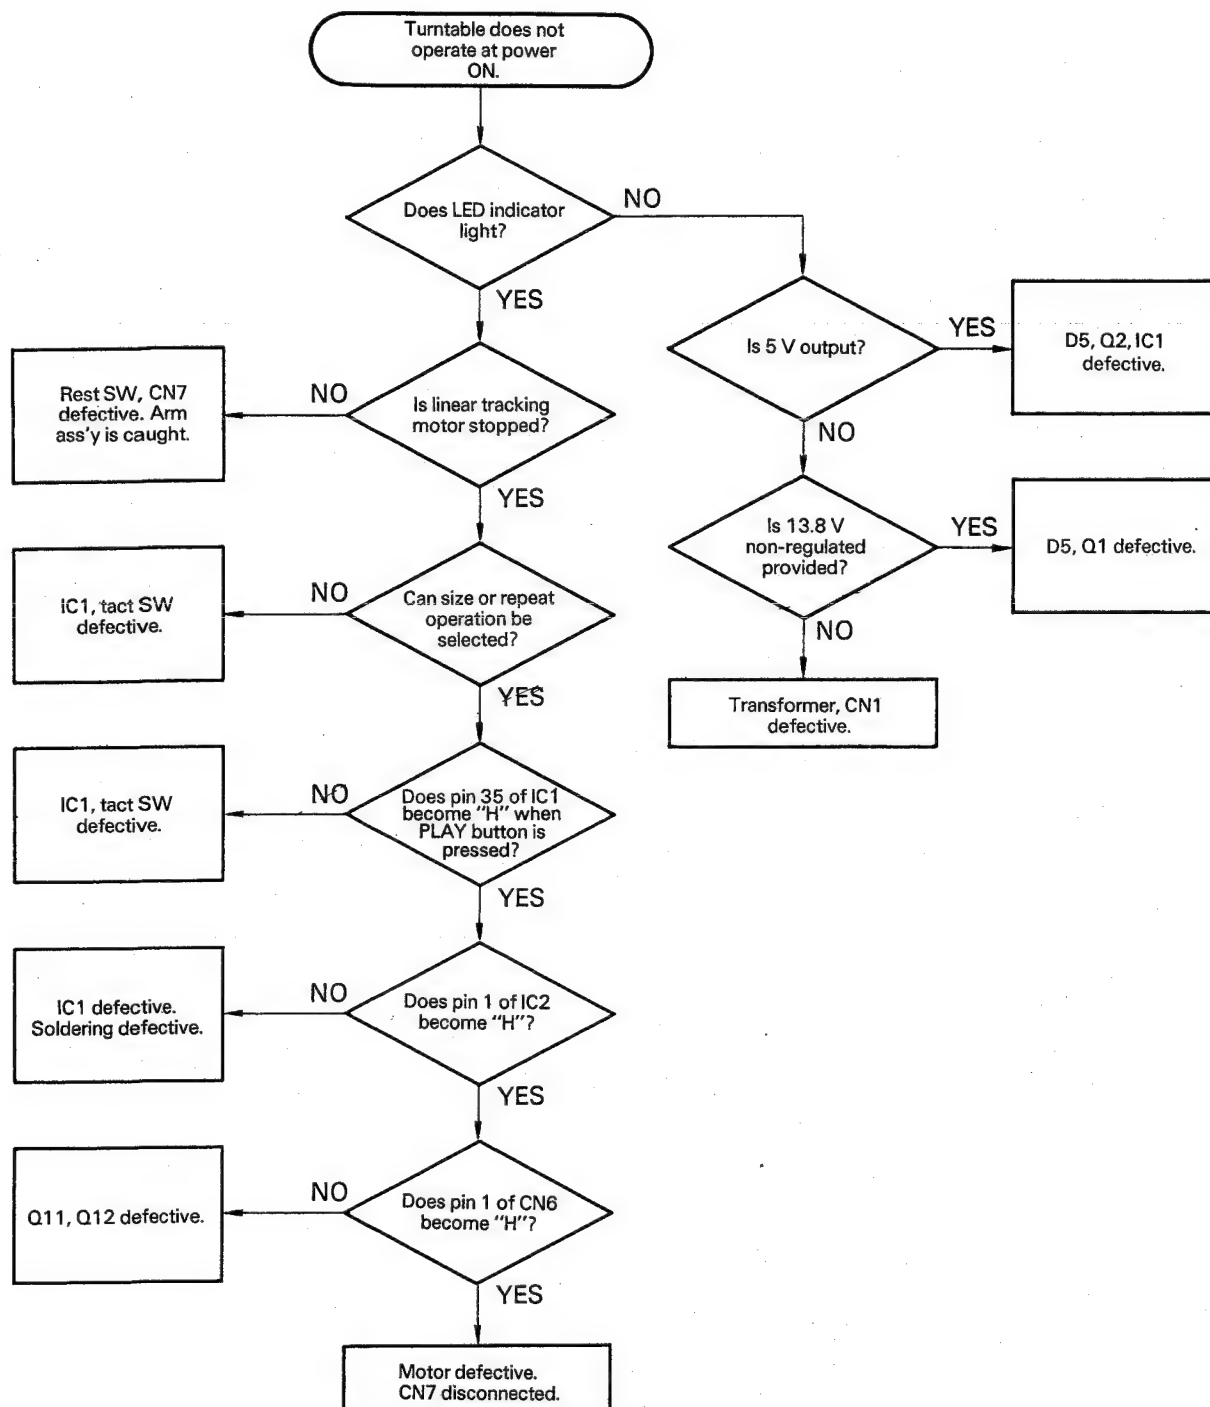 Turntable does not
operate at power
ON.
Does LED indicator
light?
NO
YES
Is 5 V output?
YES
D5, Q2, IC1
defective.
NO
Rest SW, CN7
defective. Arm
ass'y is caught.
NO
Is linear tracking
motor stopped?
YES
Is 13.8 V
non-regulated
provided?
YES
D5, Q1 defective.
NO
Transformer, CN1
defective.
IC1, tact SW
defective.
NO
Can size or repeat
operation be
selected?
YES
IC1, tact SW
defective.
NO
Does pin 35 of IC1
become "H" when
PLAY button is
pressed?
YES
IC1 defective.
Soldering defective.
NO
Does pin 1 of IC2
become "H"?
YES
Q11, Q12 defective.
NO
Does pin 1 of CN6
become "H"?
YES
Motor defective.
CN7 disconnected.